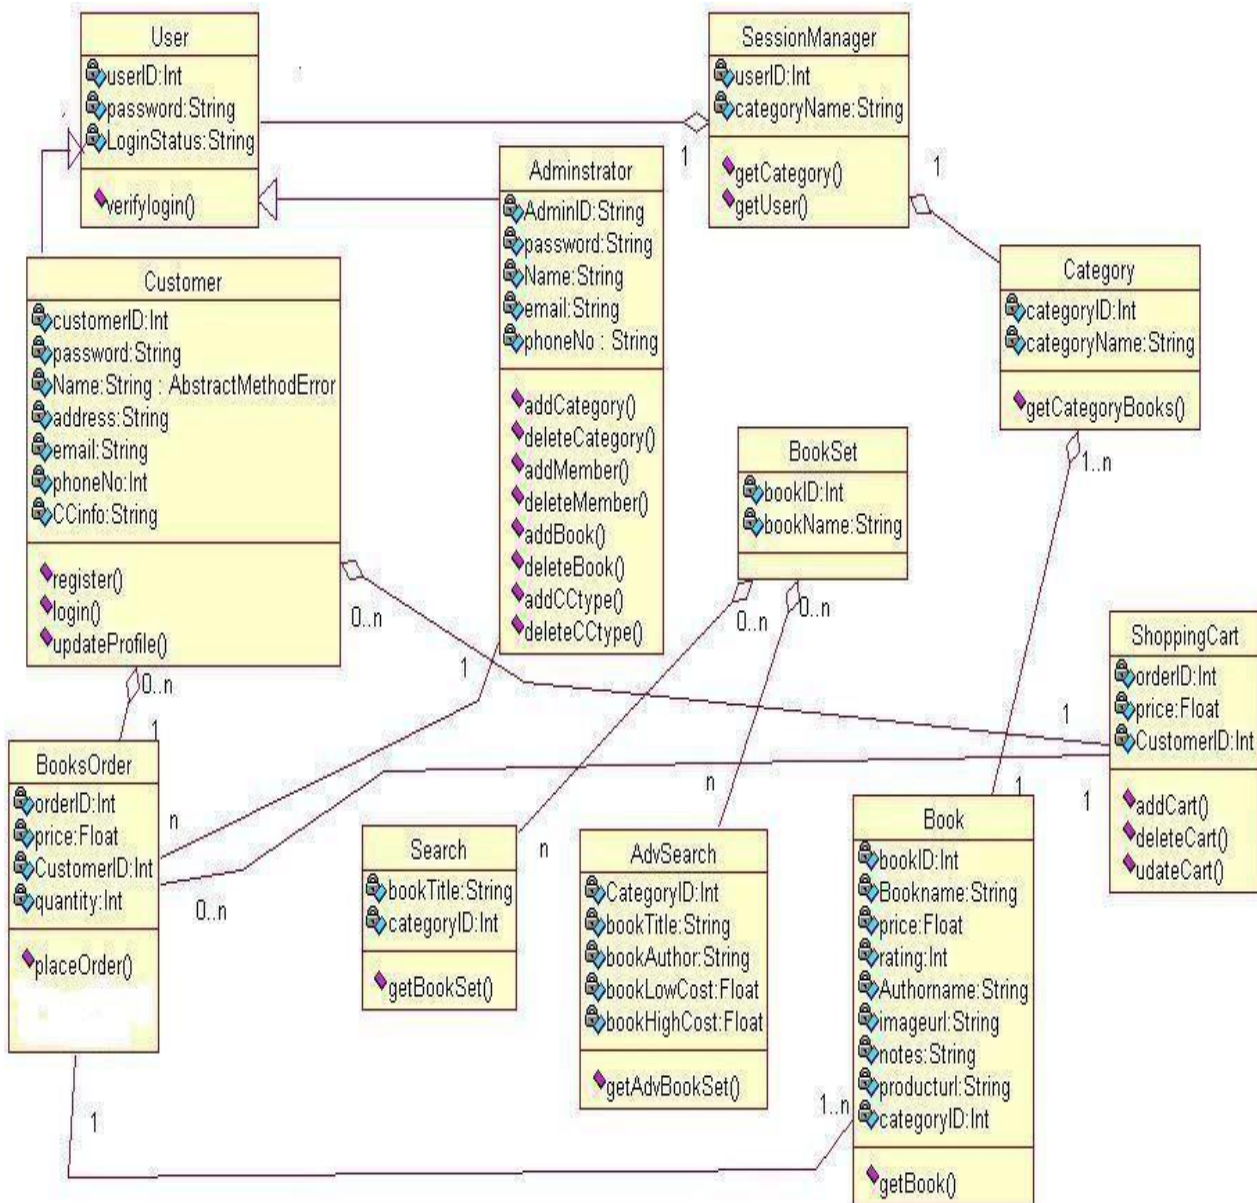 User
userID:Int
password:String
LoginStatus:String
verifylogin()
SessionManager
userID:Int
categoryName:String
getCategory()
getUser()
1
1
Adminstrator
AdminID:String
password:String
Name:String
email:String
phoneNo : String
addCategory()
deleteCategory()
addMember()
deleteMember()
addBook()
deleteBook()
addCCtype()
deleteCCtype()
Category
categoryID:Int
categoryName:String
getCategoryBooks()
1..n
Customer
customerID:Int
password:String
Name:String : AbstractMethodError
address:String
email:String
phoneNo:Int
CCinfo:String
register()
login()
updateProfile()
0..n
0..n
1
1
BookSet
bookID:Int
bookName:String
0..n
0..n
ShoppingCart
orderID:Int
price:Float
CustomerID:Int
addCart()
deleteCart()
udateCart()
1
1
BooksOrder
orderID:Int
price:Float
CustomerID:Int
quantity:Int
placeOrder()
n
0..n
1
Search
bookTitle:String
categoryID:Int
getBookSet()
n
AdvSearch
CategoryID:Int
bookTitle:String
bookAuthor:String
bookLowCost:Float
bookHighCost:Float
getAdvBookSet()
n
1
Book
bookID:Int
Bookname:String
price:Float
rating:Int
Authorname:String
imageurl:String
notes:String
producturl:String
categoryID:Int
getBook()
1..n